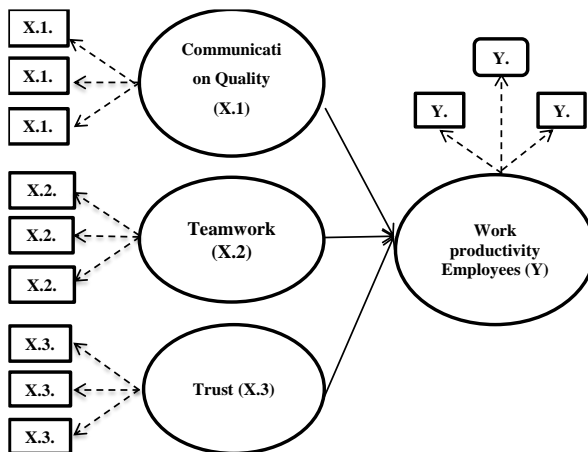 X.1.
X.1.
X.1.
Communicati
on Quality
(X.1)
Y.
Y.
Y.
X.2.
X.2.
X.2.
Teamwork
(X.2)
Work
productivity
Employees (Y)
X.3.
X.3.
X.3.
Trust (X.3)